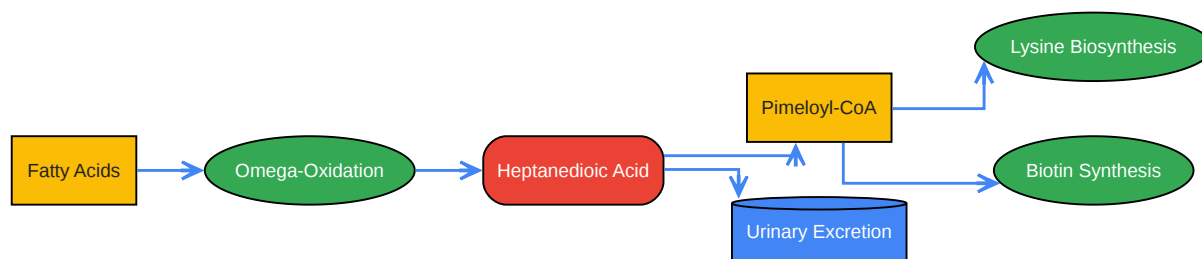 Lysine Biosynthesis
Pimeloyl-CoA
Fatty Acids
Omega-Oxidation
Heptanedioic Acid
Biotin Synthesis
Urinary Excretion